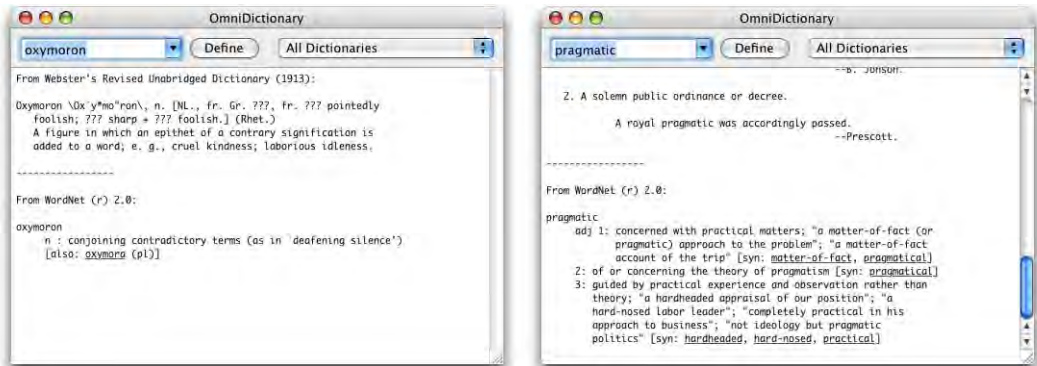 OmniDictionary
oxymoron Define All Dictionaries
From Webster's Revised Unabridged Dictionary (1913):
Oxymoron \Ox`y*mo"ron\, n. [NL., fr. Gr. ???, fr. ??? pointedly
foolish; ??? sharp + ??? foolish.] (Rhet.)
A figure in which an epithet of a contrary signification is
added to a word; e. g., cruel kindness; laborious idleness.
-----------------
From WordNet (r) 2.0:
oxymoron
n : conjoining contradictory terms (as in `deafening silence')
[also: oxymora (pl)]
OmniDictionary
pragmatic Define All Dictionaries
--B. Jonson.
2. A solemn public ordinance or decree.
A royal pragmatic was accordingly passed.
--Prescott.
-----------------
From WordNet (r) 2.0:
pragmatic
adj 1: concerned with practical matters; "a matter-of-fact (or
pragmatic) approach to the problem"; "a matter-of-fact
account of the trip" [syn: matter-of-fact, pragmatical]
2: of or concerning the theory of pragmatism [syn: pragmatical]
3: guided by practical experience and observation rather than
theory; "a hardheaded appraisal of our position"; "a
hard-nosed labor leader"; "completely practical in his
approach to business"; "not ideology but pragmatic
politics" [syn: hardheaded, hard-nosed, practical]